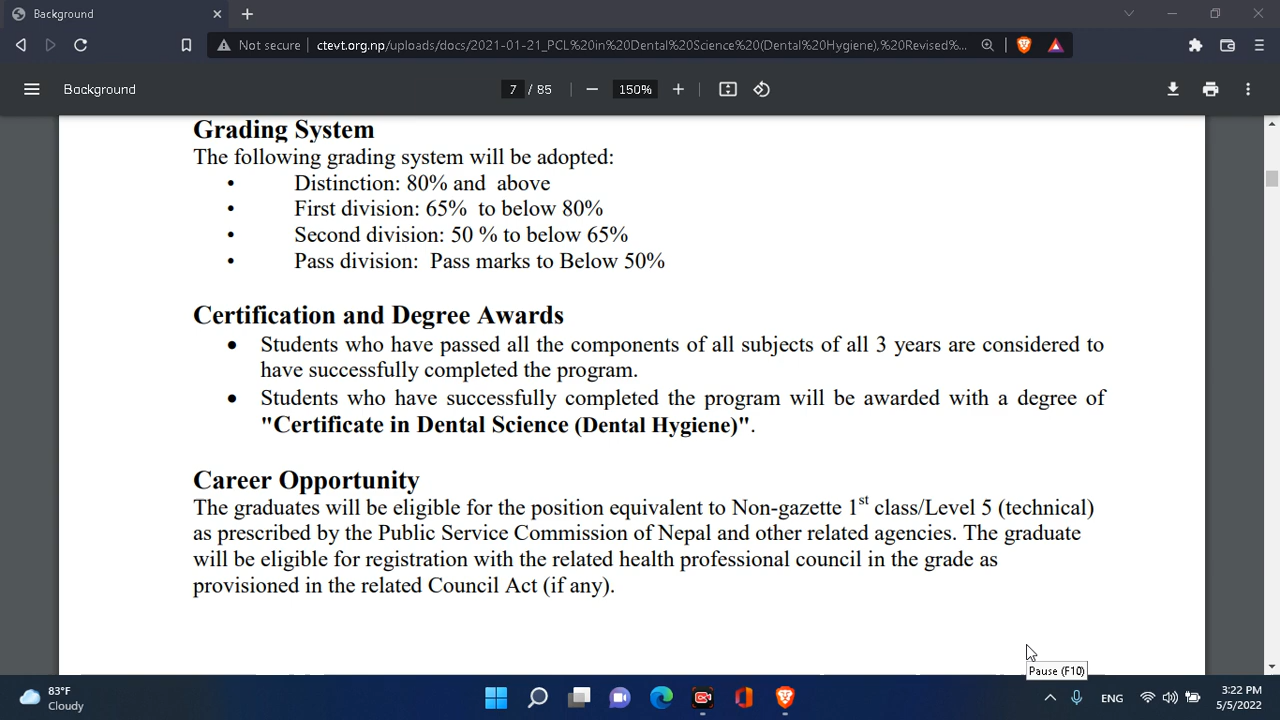 Background
Not secure
ctevt.org.np/uploads/docs/2021-01-21_PCL%20in%20Dental%20Science%20(Dental%20Hygiene),%20Revised%...
Background
7 / 85
150%
Grading System
The following grading system will be adopted:
• Distinction: 80% and above
• First division: 65% to below 80%
• Second division: 50 % to below 65%
• Pass division: Pass marks to Below 50%
Certification and Degree Awards
• Students who have passed all the components of all subjects of all 3 years are considered to
have successfully completed the program.
• Students who have successfully completed the program will be awarded with a degree of
"Certificate in Dental Science (Dental Hygiene)".
Career Opportunity
The graduates will be eligible for the position equivalent to Non-gazette 1st class/Level 5 (technical)
as prescribed by the Public Service Commission of Nepal and other related agencies. The graduate
will be eligible for registration with the related health professional council in the grade as
provisioned in the related Council Act (if any).
Pause (F10)
83°F
Cloudy
ENG
3:22 PM
5/5/2022